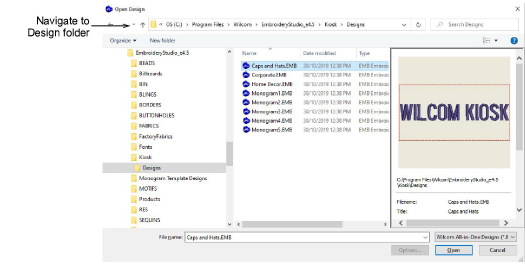 Open Design
Navigate to
Design folder
« OS (C:) › Program Files › Wilcom › EmbroideryStudio_e4.5 › Kiosk › Designs
Search Designs
Organize
New folder
EmbroideryStudio_e4.5
BEADS
Billboards
BIN
BLINGS
BORDERS
BUTTONHOLES
FABRICS
FactoryFabrics
Fonts
Kiosk
Designs
Monogram Template Designs
MOTIFS
Products
RES
SEQUINS
Name Date modified Type
Caps and Hats.EMB 30/10/2019 12:38 PM EMB Embroi
Corporate.EMB 30/10/2019 12:38 PM EMB Embroi
Home Decor.EMB 30/10/2019 12:38 PM EMB Embroi
Monogram1.EMB 30/10/2019 12:38 PM EMB Embroi
Monogram2.EMB 30/10/2019 12:38 PM EMB Embroi
Monogram3.EMB 30/10/2019 12:38 PM EMB Embroi
Monogram4.EMB 30/10/2019 12:38 PM EMB Embroi
Monogram5.EMB 30/10/2019 12:38 PM EMB Embroi
WILCOM KIOSK
C:\Program Files\Wilcom\EmbroideryStudio_e4.5
\Kiosk\Designs
Filename: Caps and Hats.EMB
Title: Caps and Hats
File name: Caps and Hats.EMB
Wilcom All-in-One Designs (*.E
Options...
Open
Cancel